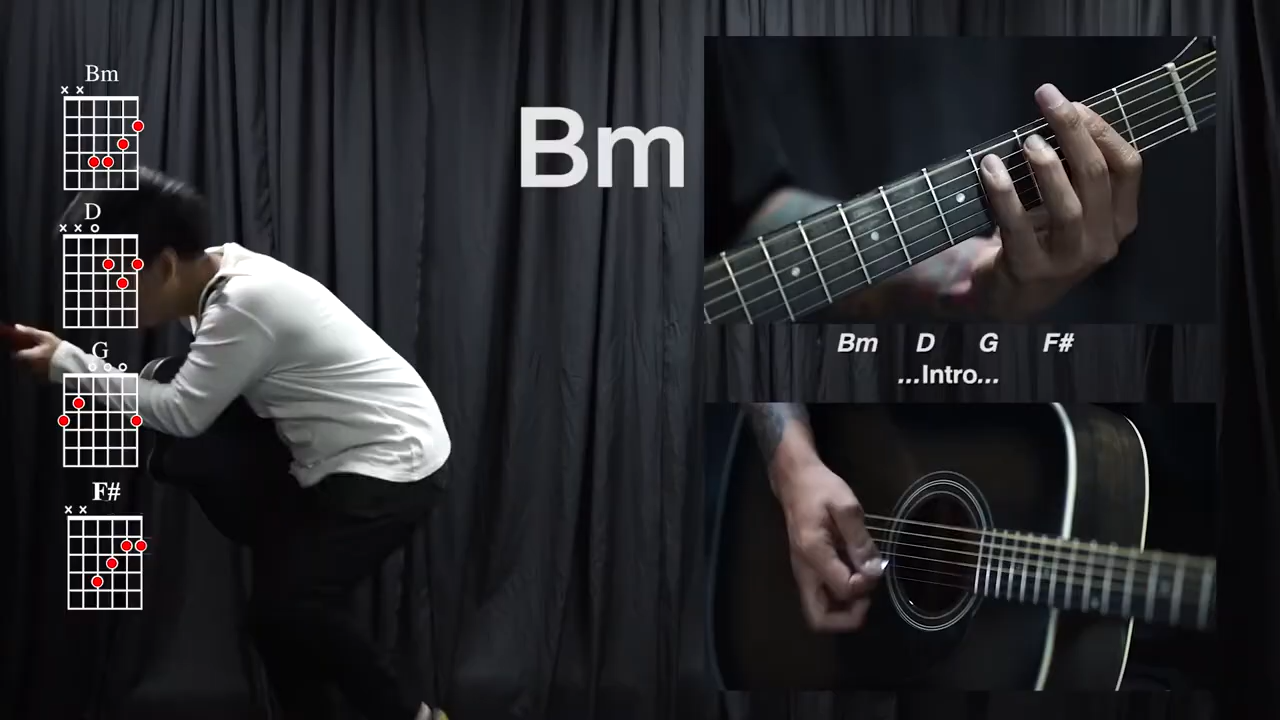 Bm
x x
D
x x o
G
o o o
F#
x x
Bm
Bm D G F#
...Intro...